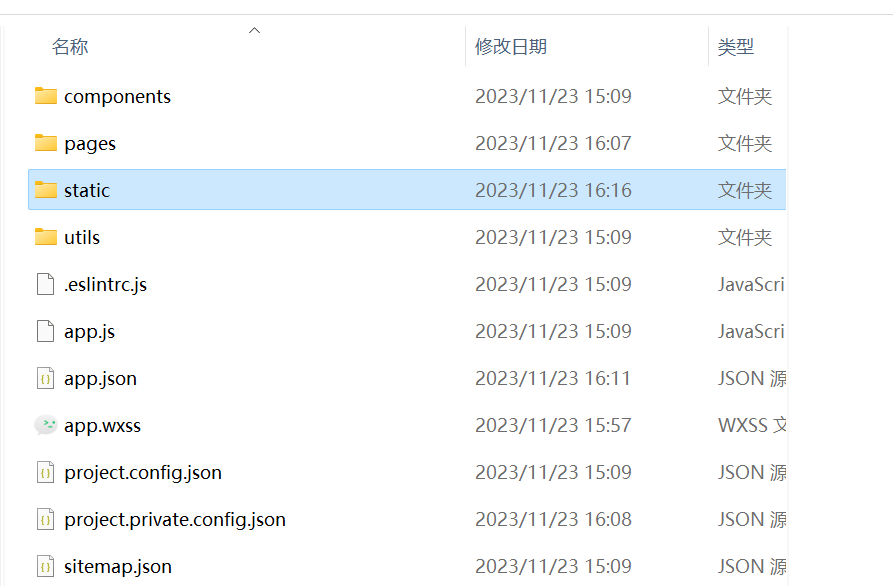 名称 修改日期 类型
components 2023/11/23 15:09 文件夹
pages 2023/11/23 16:07 文件夹
static 2023/11/23 16:16 文件夹
utils 2023/11/23 15:09 文件夹
.eslintrc.js 2023/11/23 15:09 JavaScri
app.js 2023/11/23 15:09 JavaScri
app.json 2023/11/23 16:11 JSON 源
app.wxss 2023/11/23 15:57 WXSS 文
project.config.json 2023/11/23 15:09 JSON 源
project.private.config.json 2023/11/23 16:08 JSON 源
sitemap.json 2023/11/23 15:09 JSON 源